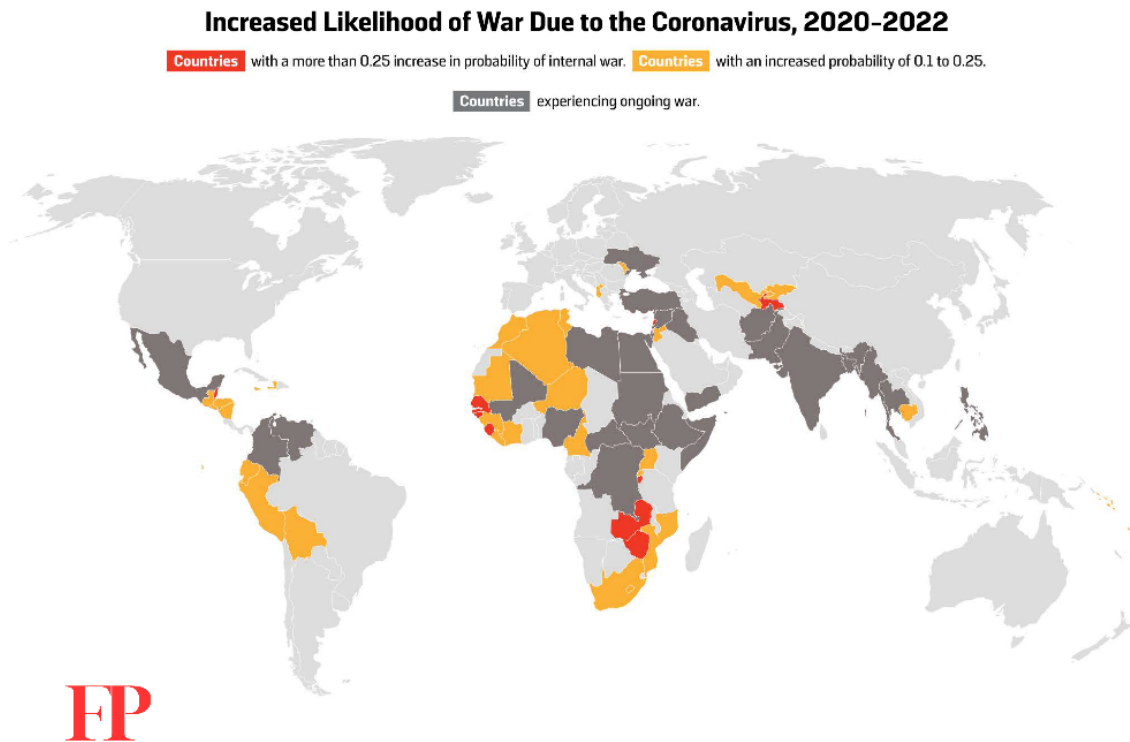 Increased Likelihood of War Due to the Coronavirus, 2020–2022
Countries with a more than 0.25 increase in probability of internal war. Countries with an increased probability of 0.1 to 0.25.
Countries experiencing ongoing war.
FP